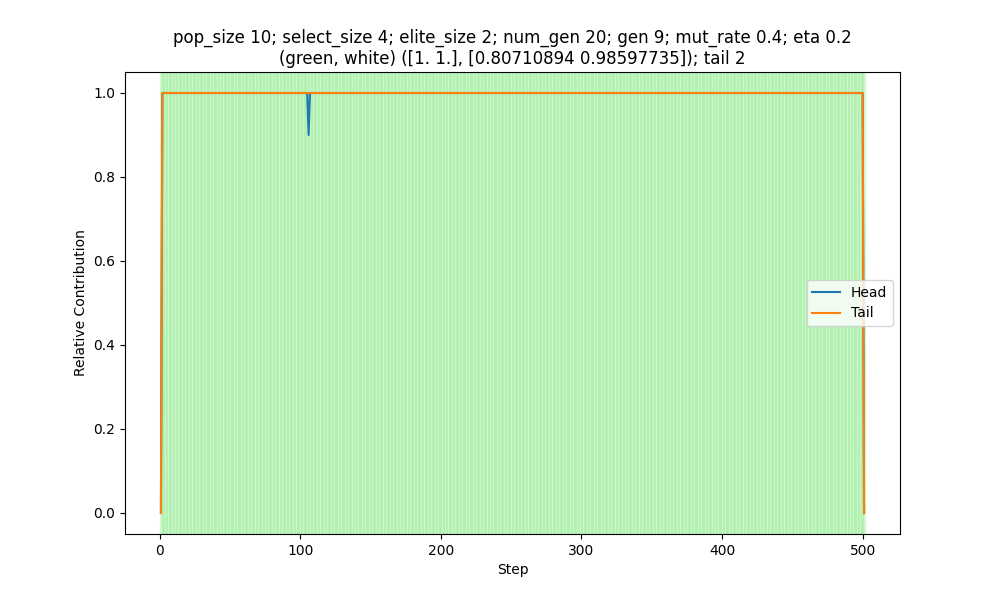 pop_size 10; select_size 4; elite_size 2; num_gen 20; gen 9; mut_rate 0.4; eta 0.2
(green, white) ([1. 1.], [0.80710894 0.98597735]); tail 2
1.0
0.8
0.6
0.4
0.2
0.0
Relative Contribution
Head
Tail
0
100
200
300
400
500
Step